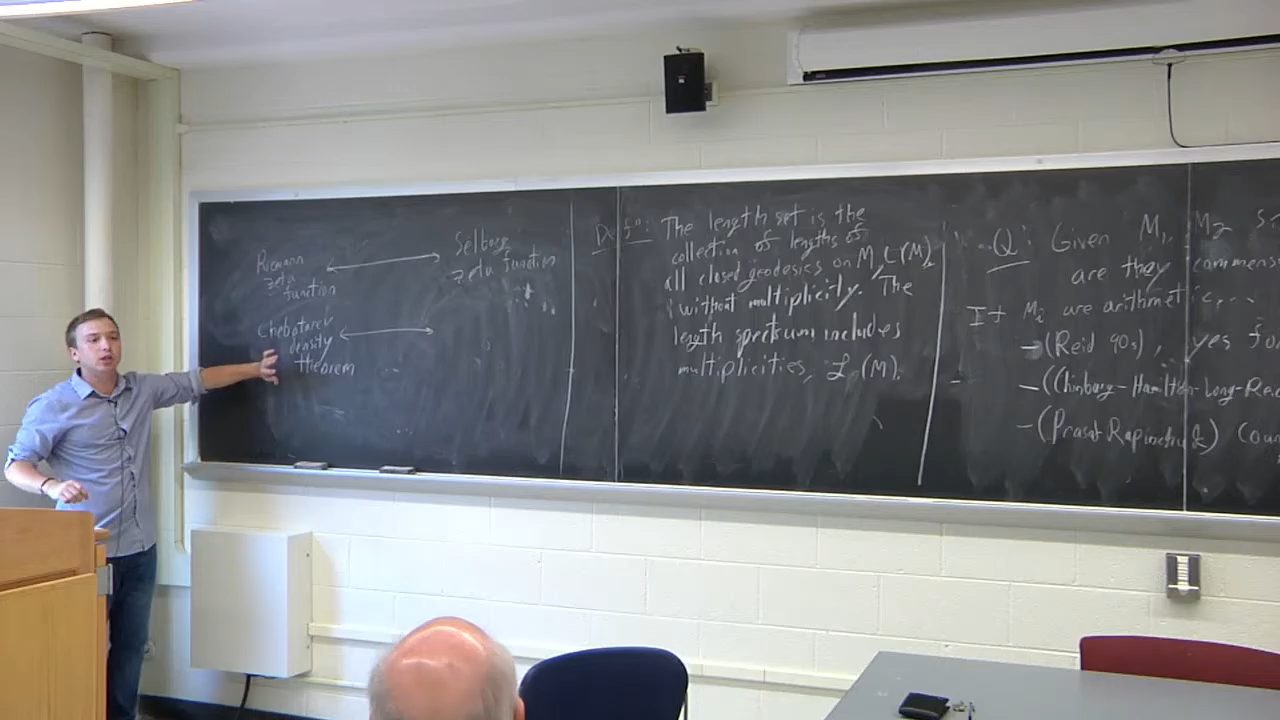 Riemann
zeta
function
Selberg
zeta function
Chebotarev
density
theorem
Defn: The length set is the
collection of lengths of
all closed geodesics on M, L(M),
without multiplicity. The
length spectrum includes
multiplicities, L (M).
Q: Given M1, M2
are they commens
If M2 are arithmetic, ...
- (Reid 90s), yes for
- (Chinburg-Hamilton-Long-Reid
- (Prasad Rapinchuk) Coun